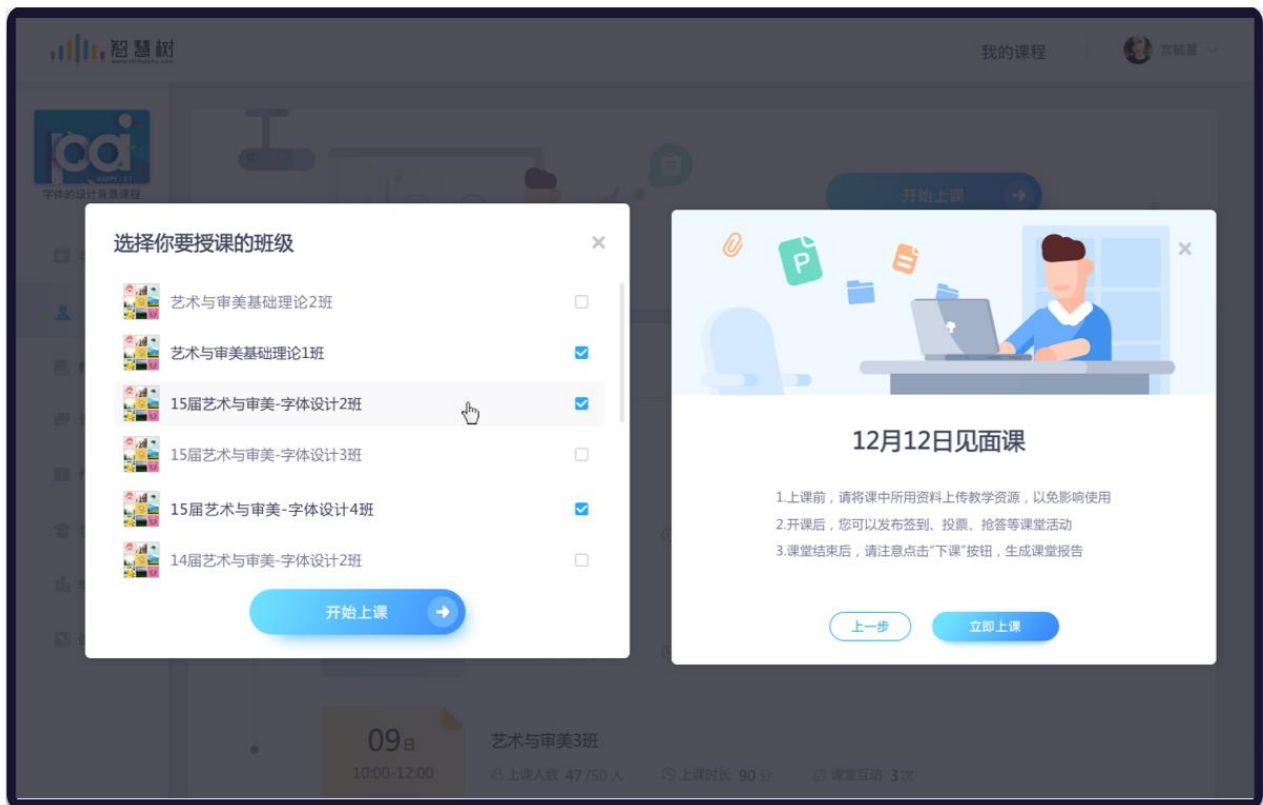 智慧树
www.zhihuishu.com
我的课程
字体的设计背景课程
开始上课
选择你要授课的班级
艺术与审美基础理论2班
艺术与审美基础理论1班
15届艺术与审美-字体设计2班
15届艺术与审美-字体设计3班
15届艺术与审美-字体设计4班
14届艺术与审美-字体设计2班
开始上课
12月12日见面课
1.上课前，请将课中所用资料上传教学资源，以免影响使用
2.开课后，您可以发布签到、投票、抢答等课堂活动
3.课堂结束后，请注意点击“下课”按钮，生成课堂报告
上一步
立即上课
09日
10:00-12:00
艺术与审美3班
上课人数 47/50人
上课时长 90分
课堂互动 3次